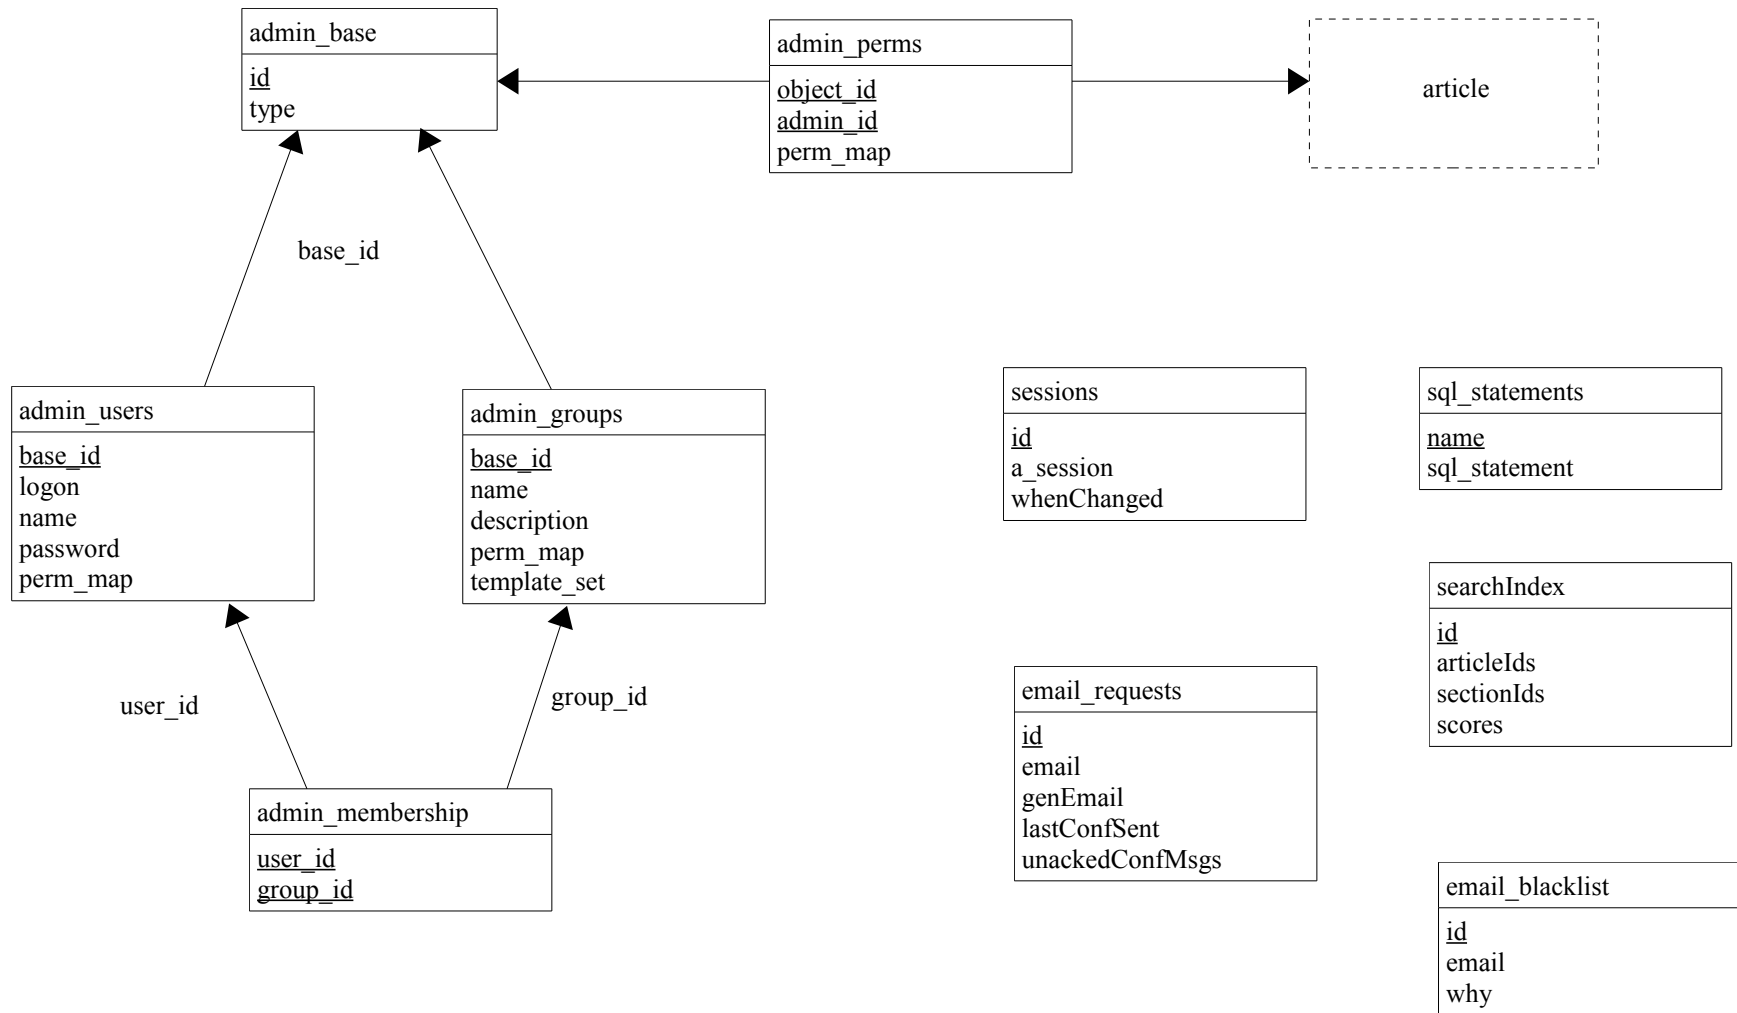 admin_base
id
type
admin_perms
object_id
admin_id
perm_map
article
base_id
admin_users
base_id
logon
name
password
perm_map
admin_groups
base_id
name
description
perm_map
template_set
sessions
id
a_session
whenChanged
sql_statements
name
sql_statement
searchIndex
id
articleIds
sectionIds
scores
user_id
group_id
email_requests
id
email
genEmail
lastConfSent
unackedConfMsgs
admin_membership
user_id
group_id
email_blacklist
id
email
why